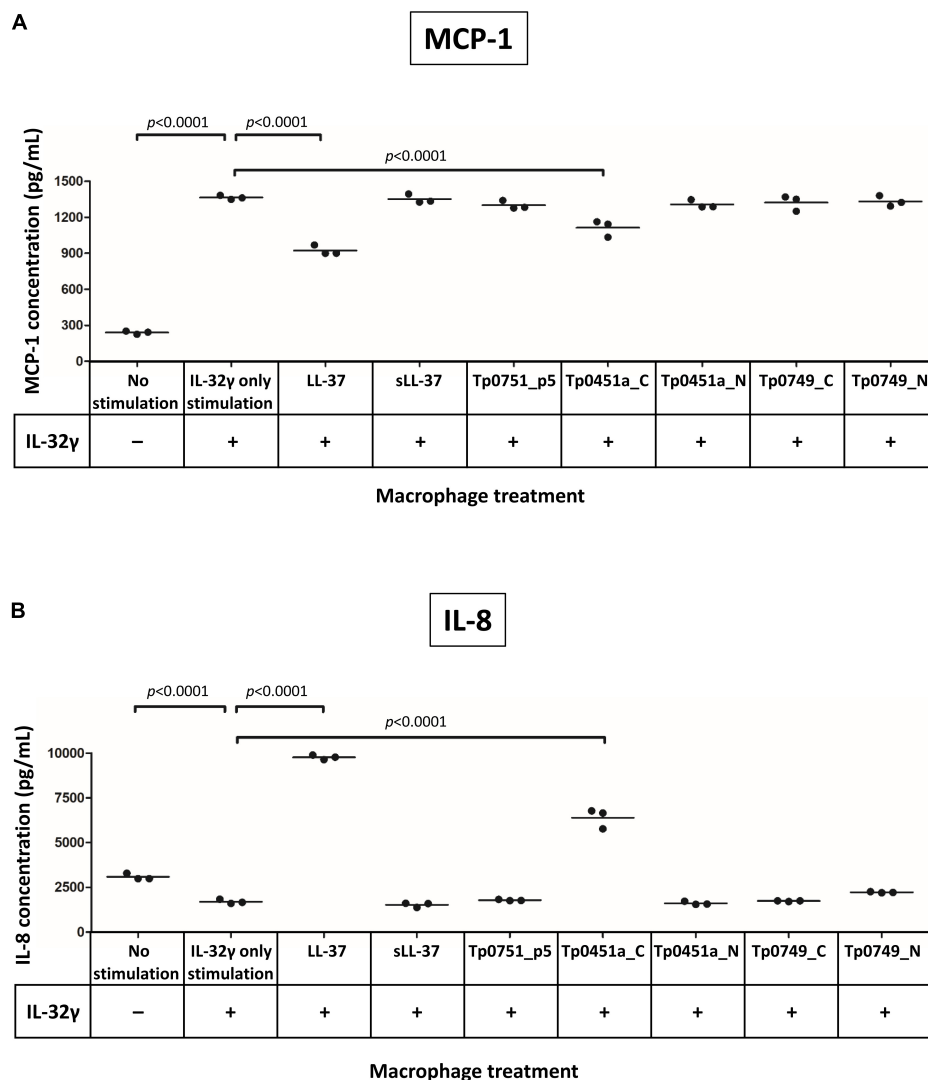 A
MCP-1
p<0.0001
p<0.0001
p<0.0001
MCP-1 concentration (pg/mL)
1500
1200
900
600
300
0
No stimulation
IL-32γ only stimulation
LL-37
sLL-37
Tp0751_p5
Tp0451a_C
Tp0451a_N
Tp0749_C
Tp0749_N
IL-32γ
–
+
+
+
+
+
+
+
+
Macrophage treatment
B
IL-8
p<0.0001
p<0.0001
p<0.0001
IL-8 concentration (pg/mL)
10000
7500
5000
2500
0
No stimulation
IL-32γ only stimulation
LL-37
sLL-37
Tp0751_p5
Tp0451a_C
Tp0451a_N
Tp0749_C
Tp0749_N
IL-32γ
–
+
+
+
+
+
+
+
+
Macrophage treatment